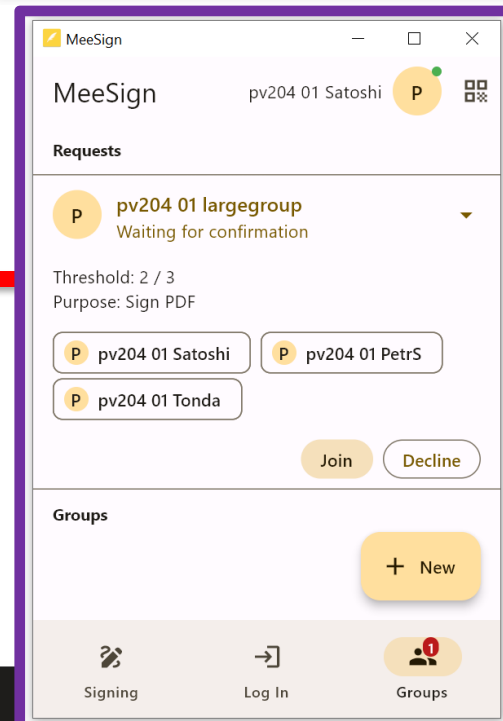 MeeSign
MeeSign
pv204 01 Satoshi P
Requests
P pv204 01 largegroup
Waiting for confirmation
Threshold: 2 / 3
Purpose: Sign PDF
P pv204 01 Satoshi P pv204 01 PetrS
P pv204 01 Tonda
Join Decline
Groups
+ New
1
Signing Log In Groups